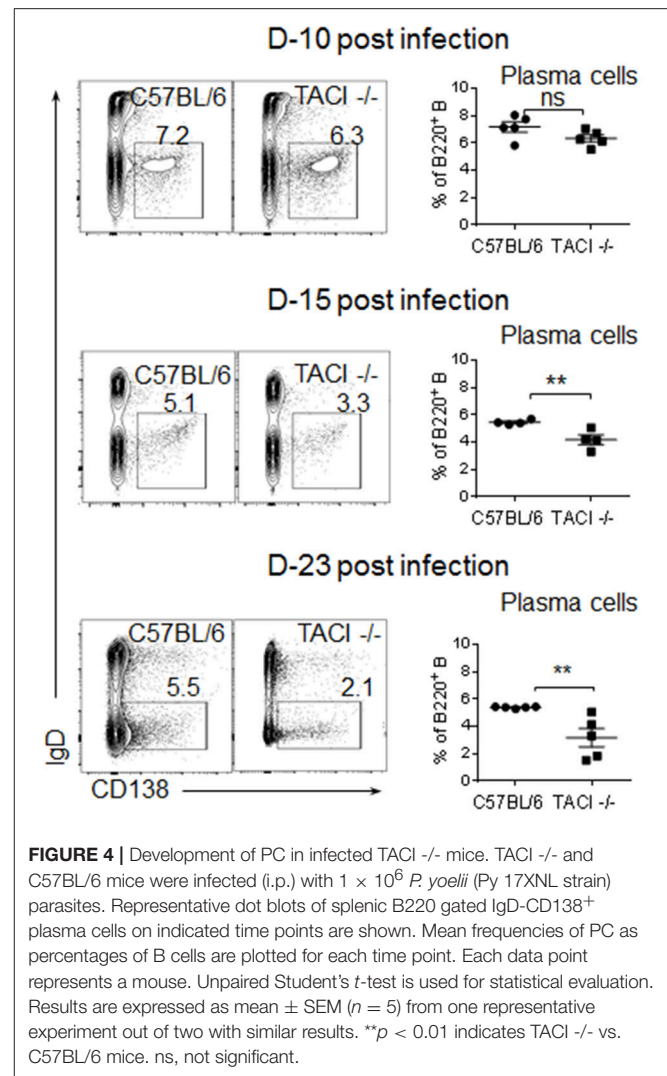 D-10 post infection
C57BL/6
7.2
TACI -/-
6.3
Plasma cells
ns
% of B220+ B
10
8
6
4
2
0
C57BL/6 TACI -/-
D-15 post infection
C57BL/6
5.1
TACI -/-
3.3
Plasma cells
**
% of B220+ B
10
8
6
4
2
0
C57BL/6 TACI -/-
D-23 post infection
C57BL/6
5.5
TACI -/-
2.1
Plasma cells
**
% of B220+ B
10
8
6
4
2
0
C57BL/6 TACI -/-
IgD
CD138
FIGURE 4 | Development of PC in infected TACI -/- mice. TACI -/- and
C57BL/6 mice were infected (i.p.) with 1 × 10⁶ P. yoelii (Py 17XNL strain)
parasites. Representative dot blots of splenic B220 gated IgD-CD138⁺
plasma cells on indicated time points are shown. Mean frequencies of PC as
percentages of B cells are plotted for each time point. Each data point
represents a mouse. Unpaired Student's t-test is used for statistical evaluation.
Results are expressed as mean ± SEM (n = 5) from one representative
experiment out of two with similar results. **p < 0.01 indicates TACI -/- vs.
C57BL/6 mice. ns, not significant.